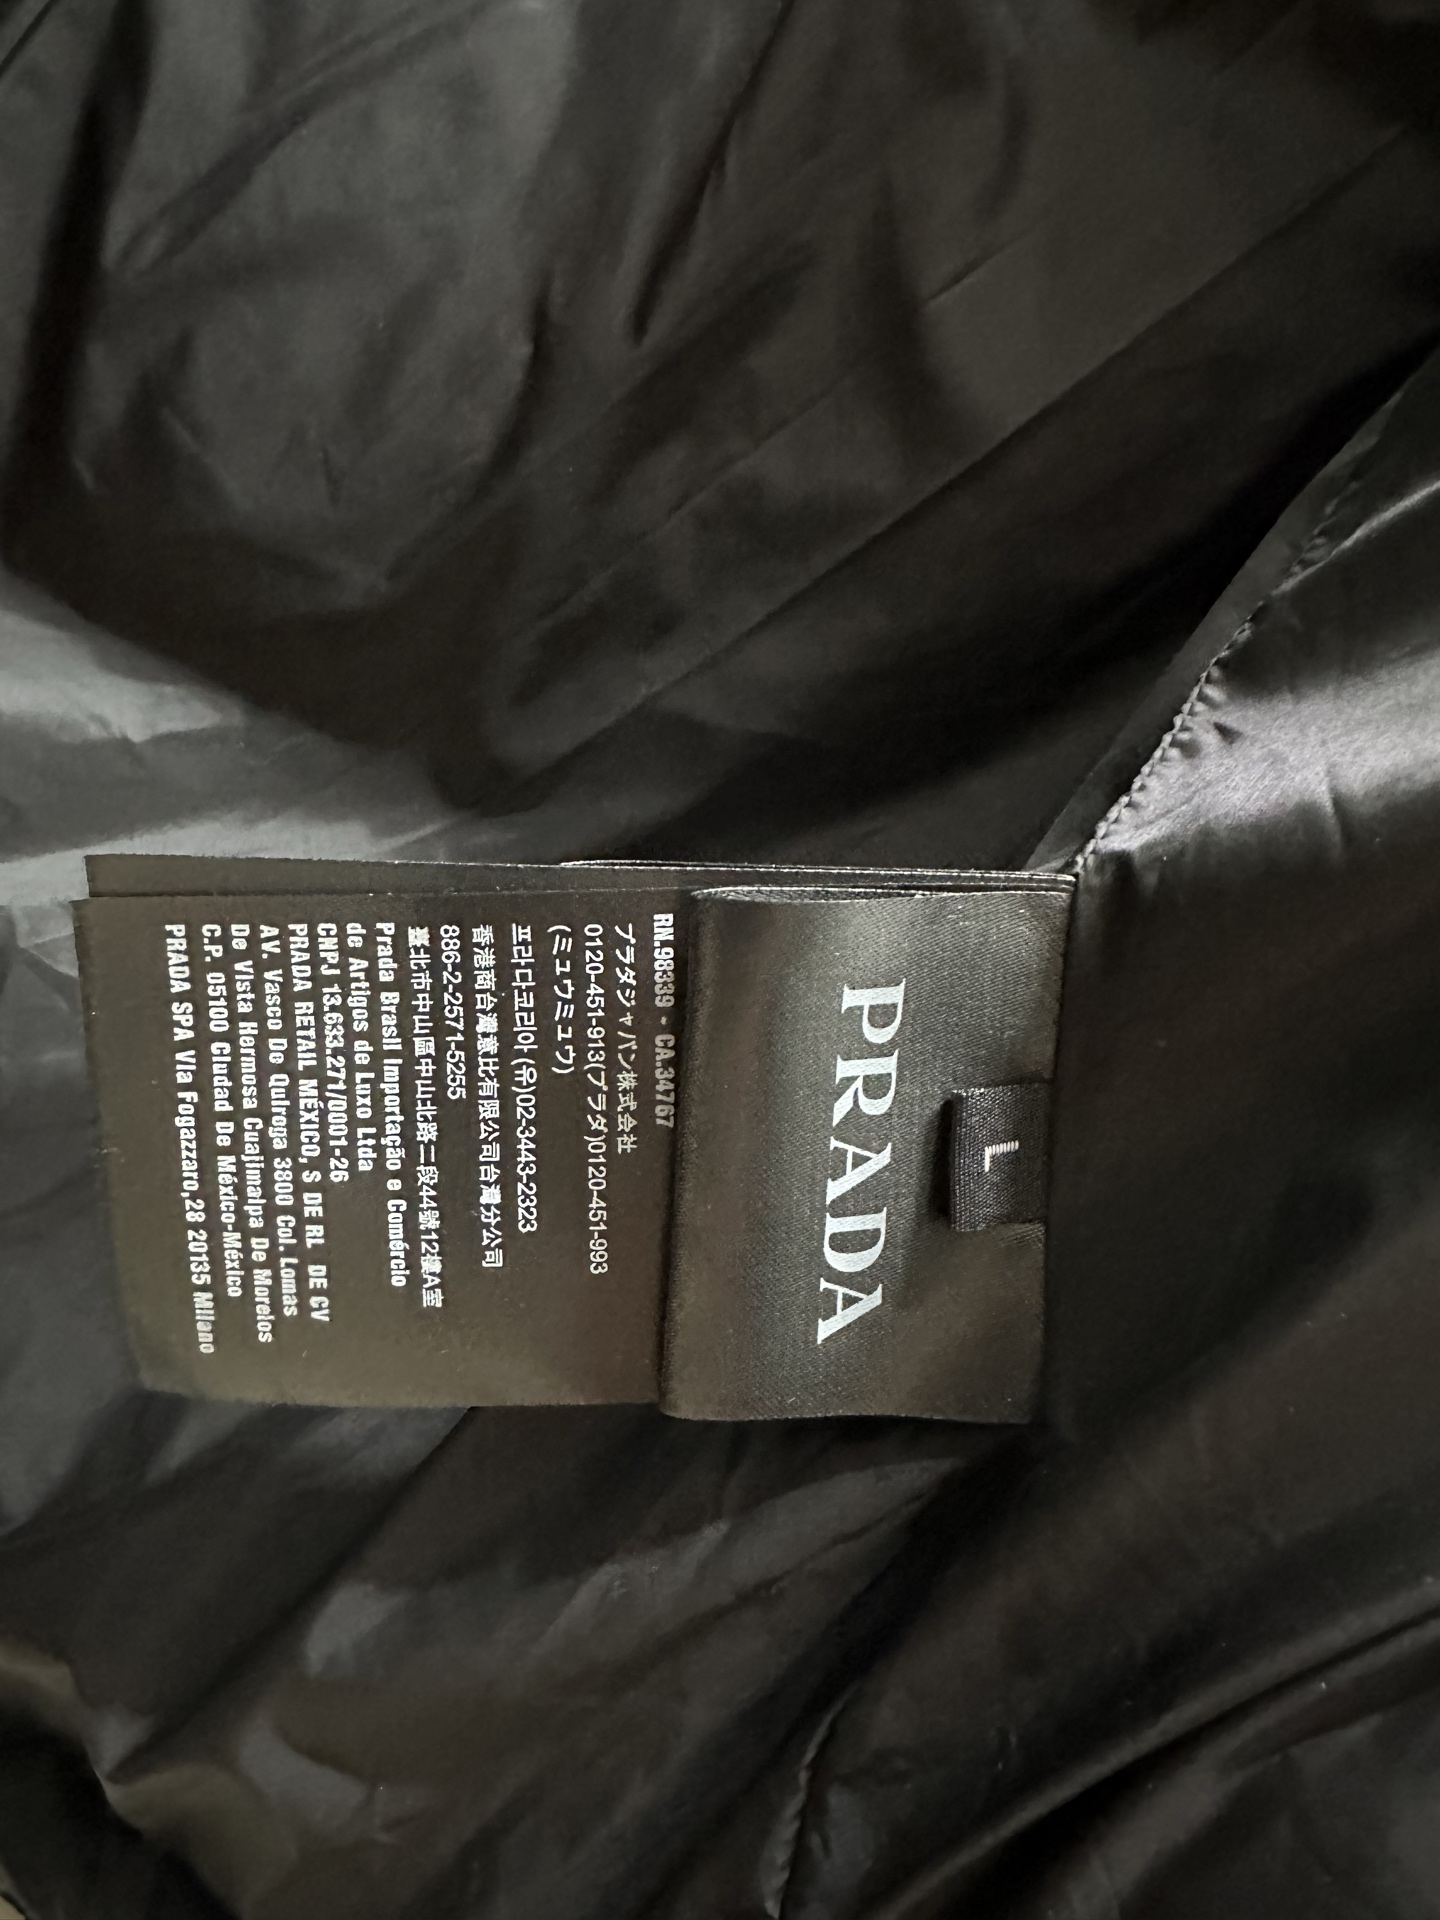 L
PRADA
RN.98339 - CA.34767
プラダジャパン株式会社
0120-451-913(プラダ)0120-451-993
(ミュウミュウ)
프라다코리아 (유)02-3443-2323
香港商台灣意比有限公司台灣分公司
886-2-2571-5255
臺北市中山區中山北路二段44號12樓A室
Prada Brasil Importação e Comércio
de Artigos de Luxo Ltda
CNPJ 13.633.271/0001-26
PRADA RETAIL MÉXICO, S DE RL DE CV
AV. Vasco De Quiroga 3800 Col. Lomas
De Vista Hermosa Cuajimalpa De Morelos
C.P. 05100 Ciudad De México-México
PRADA SPA Via Fogazzaro,28 20135 Milano